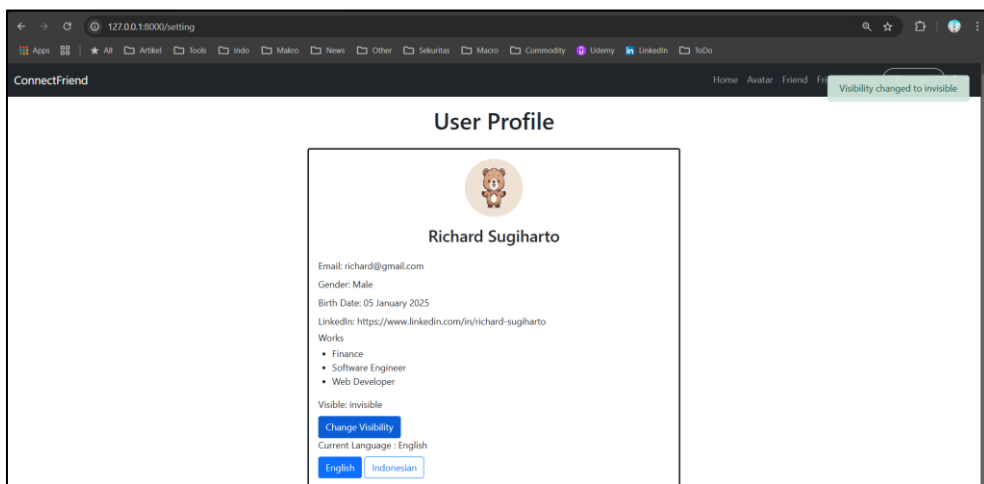 127.0.0.1:8000/setting
Apps All Artikel Tools Indo Makro News Other Sekuritas Macro Commodity Udemy LinkedIn ToDo
ConnectFriend Home Avatar Friend
Visibility changed to invisible
User Profile
Richard Sugiharto
Email: richard@gmail.com
Gender: Male
Birth Date: 05 January 2025
LinkedIn: https://www.linkedin.com/in/richard-sugiharto
Works
• Finance
• Software Engineer
• Web Developer
Visible: invisible
Change Visibility
Current Language : English
English Indonesian